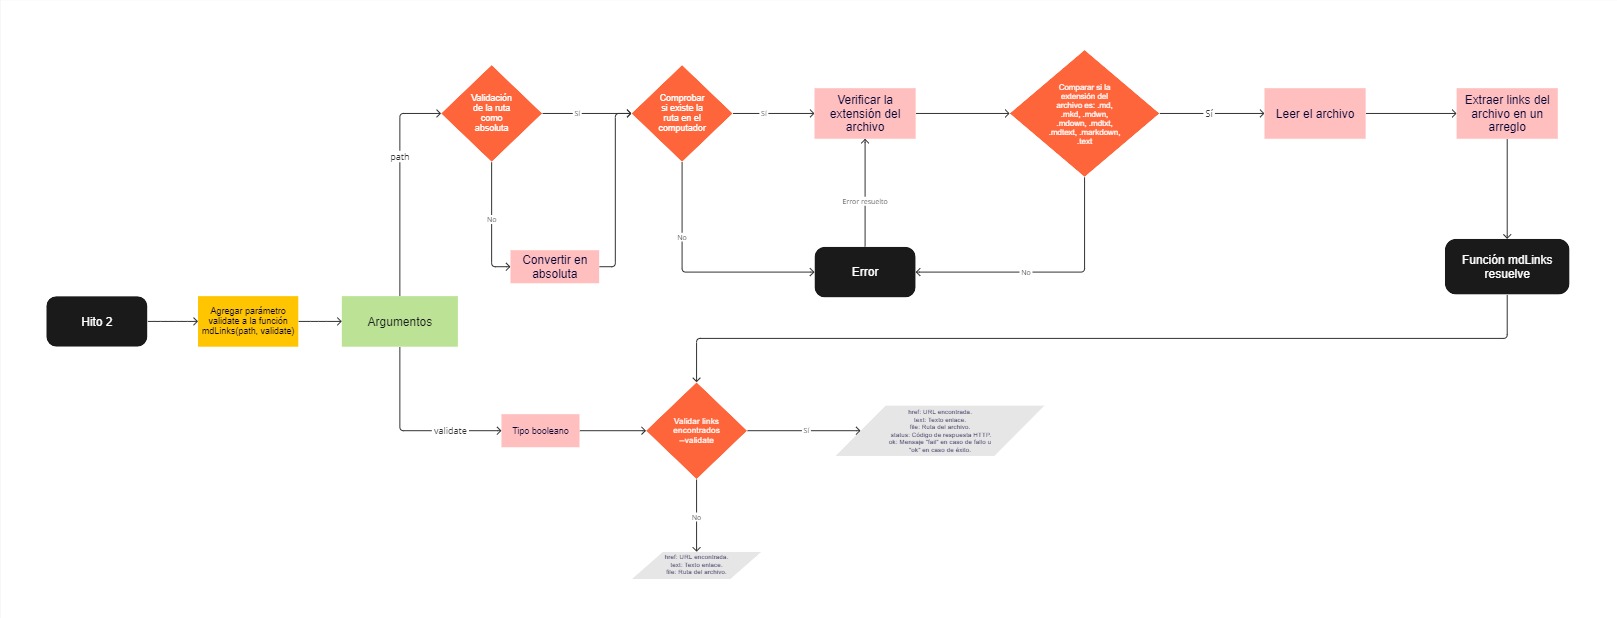 Hito 2
Agregar parámetro
validate a la función
mdLinks(path, validate)
Argumentos
path
Validación
de la ruta
como
absoluta
Sí
No
Convertir en
absoluta
Comprobar
si existe la
ruta en el
computador
Sí
No
Verificar la
extensión del
archivo
Error resuelto
Error
Comparar si la
extensión del
archivo es: .md,
.mkd, .mdwn,
.mdown, .mdtxt,
.mdtext, .markdown,
.text
Sí
No
Leer el archivo
Extraer links del
archivo en un
arreglo
Función mdLinks
resuelve
validate
Tipo booleano
Validar links
encontrados
--validate
Sí
href: URL encontrada.
text: Texto enlace.
file: Ruta del archivo.
status: Código de respuesta HTTP.
ok: Mensaje "fail" en caso de fallo u
"ok" en caso de éxito.
No
href: URL encontrada.
text: Texto enlace.
file: Ruta del archivo.